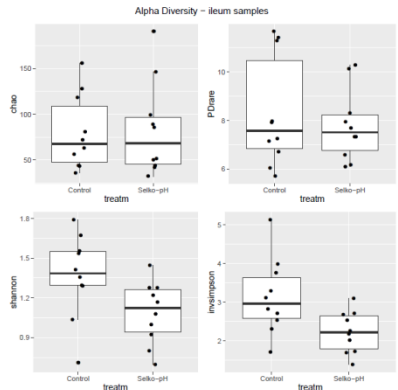 Alpha Diversity – ileum samples
chao
150
100
50
Control
Selko–pH
treatm
PDrare
10
8
6
Control
Selko–pH
treatm
shannon
1.8
1.5
1.2
0.9
Control
Selko–pH
treatm
invsimpson
5
4
3
2
Control
Selko–pH
treatm